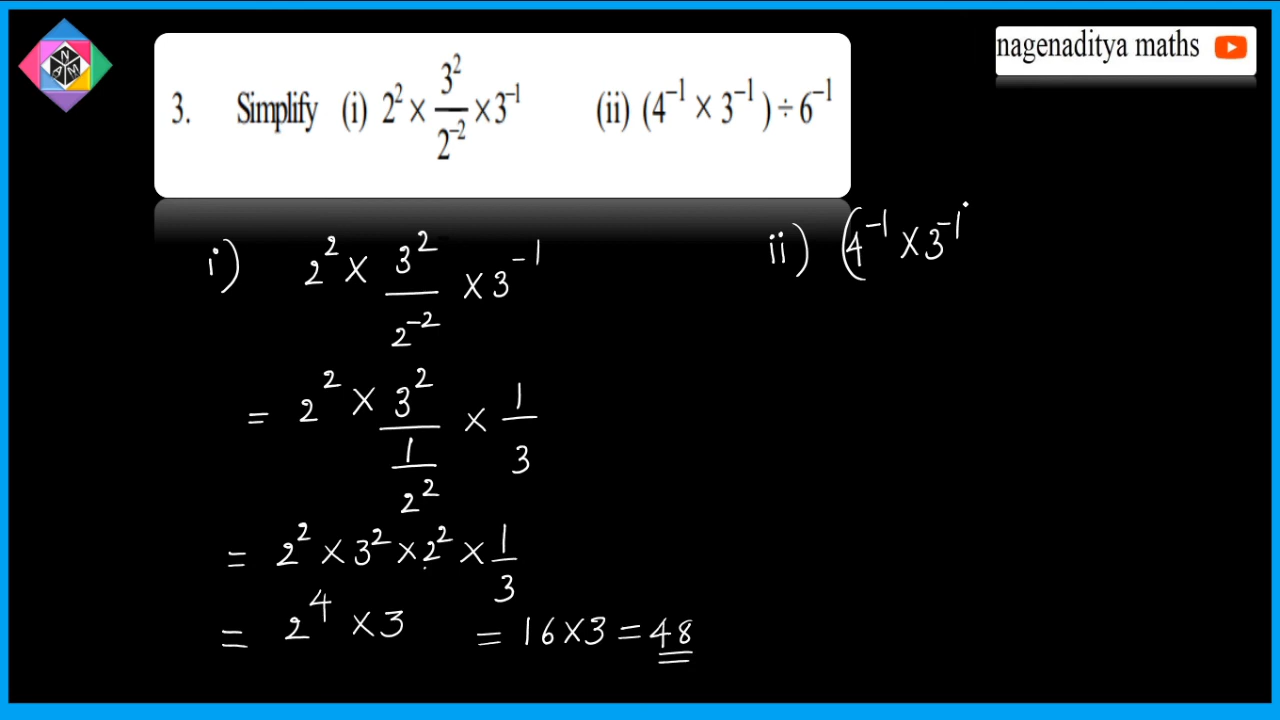 N
A M
nagenaditya maths
3. Simplify (i) 2² × 3²/2⁻² × 3⁻¹ (ii) (4⁻¹ × 3⁻¹) ÷ 6⁻¹
i) 2² × 3²/2⁻² × 3⁻¹
= 2² × 3²/(1/2²) × 1/3
= 2² × 3² × 2² × 1/3
= 2⁴ × 3 = 16 × 3 = 48
ii) (4⁻¹ × 3⁻¹